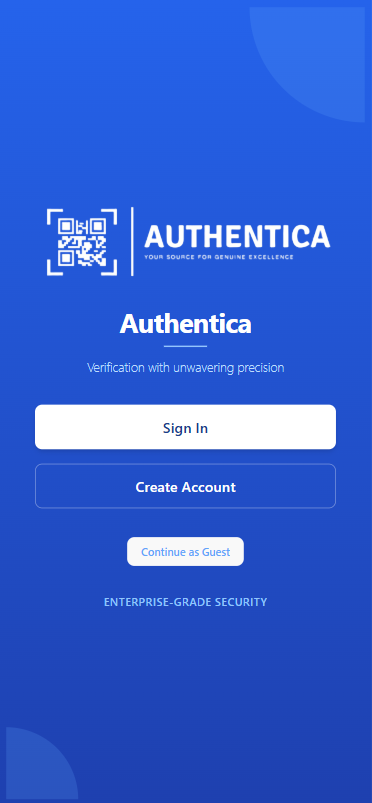 AUTHENTICA
YOUR SOURCE FOR GENUINE EXCELLENCE
Authentica
Verification with unwavering precision
Sign In
Create Account
Continue as Guest
ENTERPRISE-GRADE SECURITY